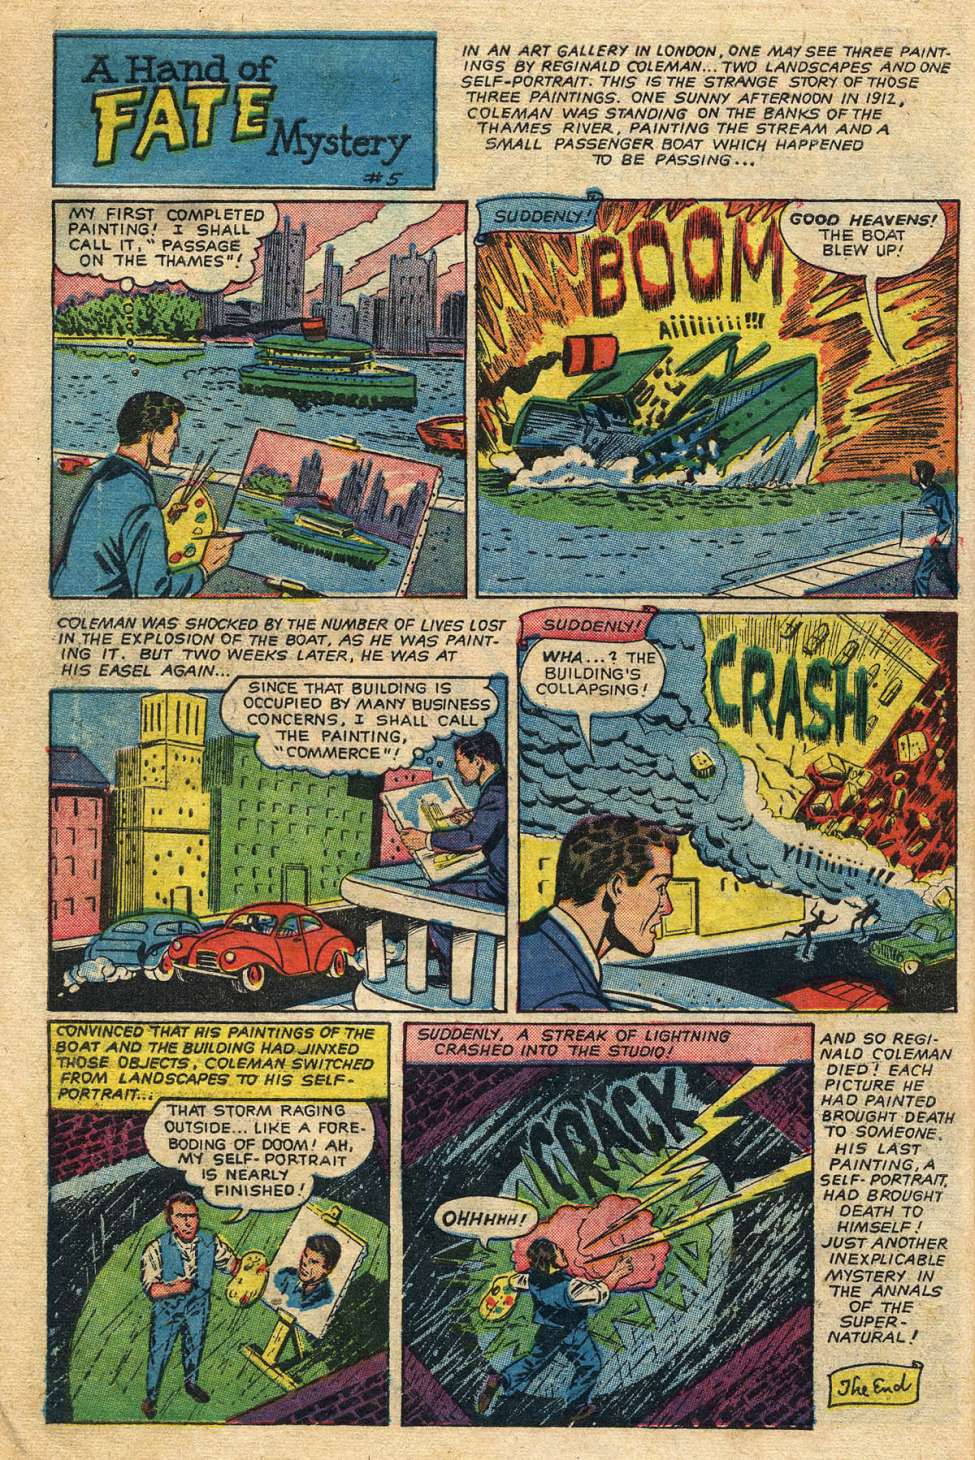 A Hand of
FATE
Mystery
#5
IN AN ART GALLERY IN LONDON, ONE MAY SEE THREE PAINT-
INGS BY REGINALD COLEMAN... TWO LANDSCAPES AND ONE
SELF-PORTRAIT. THIS IS THE STRANGE STORY OF THOSE
THREE PAINTINGS. ONE SUNNY AFTERNOON IN 1912,
COLEMAN WAS STANDING ON THE BANKS OF THE
THAMES RIVER, PAINTING THE STREAM AND A
SMALL PASSENGER BOAT WHICH HAPPENED
TO BE PASSING...
MY FIRST COMPLETED
PAINTING! I SHALL
CALL IT, "PASSAGE
ON THE THAMES"!
SUDDENLY!
BOOM
Aiiiiiiii!!!
GOOD HEAVENS!
THE BOAT
BLEW UP!
COLEMAN WAS SHOCKED BY THE NUMBER OF LIVES LOST
IN THE EXPLOSION OF THE BOAT, AS HE WAS PAINT-
ING IT. BUT TWO WEEKS LATER, HE WAS AT
HIS EASEL AGAIN...
SINCE THAT BUILDING IS
OCCUPIED BY MANY BUSINESS
CONCERNS, I SHALL CALL
THE PAINTING,
"COMMERCE"!
SUDDENLY!
WHA...? THE
BUILDING'S
COLLAPSING!
CRASH
Yiiiiiii!!!
CONVINCED THAT HIS PAINTINGS OF THE
BOAT AND THE BUILDING HAD JINXED
THOSE OBJECTS, COLEMAN SWITCHED
FROM LANDSCAPES TO HIS SELF-
PORTRAIT...
THAT STORM RAGING
OUTSIDE... LIKE A FORE-
BODING OF DOOM! AH,
MY SELF-PORTRAIT
IS NEARLY
FINISHED!
SUDDENLY, A STREAK OF LIGHTNING
CRASHED INTO THE STUDIO!
CRACK
OHHHHH!
AND SO REGI-
NALD COLEMAN
DIED! EACH
PICTURE HE
HAD PAINTED
BROUGHT DEATH
TO SOMEONE.
HIS LAST
PAINTING, A
SELF-PORTRAIT,
HAD BROUGHT
DEATH TO
HIMSELF!
JUST ANOTHER
INEXPLICABLE
MYSTERY IN
THE ANNALS
OF THE
SUPER-
NATURAL!
The End